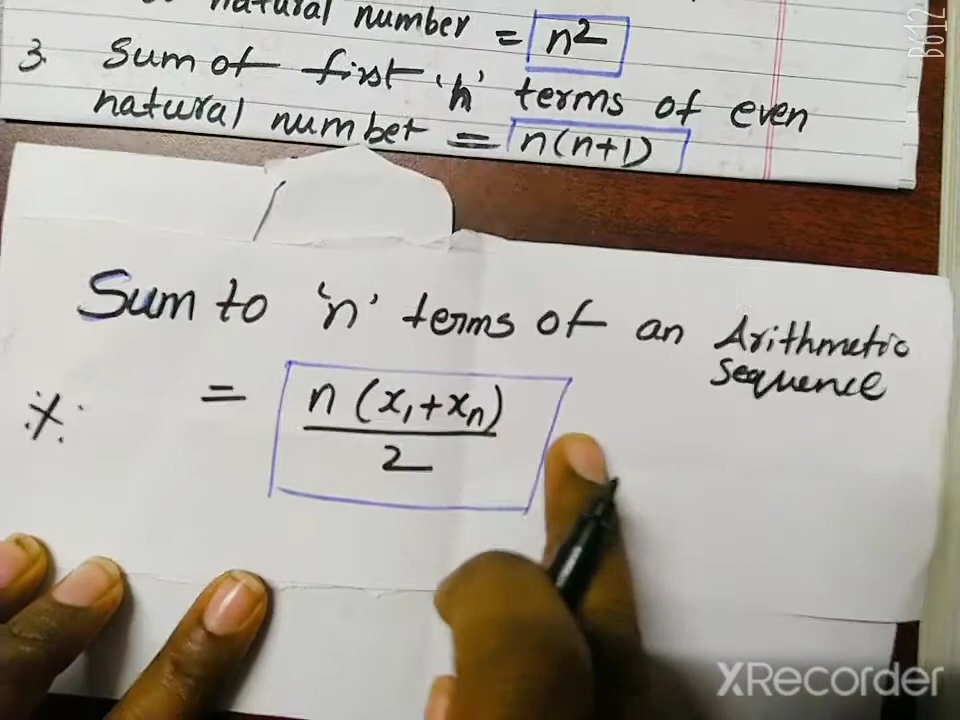 natural number = n²
3. Sum of first 'n' terms of even
natural number = n(n+1)
Sum to 'n' terms of an Arithmetic
sequence
= n (x₁+xₙ)
2
B612
XRecorder